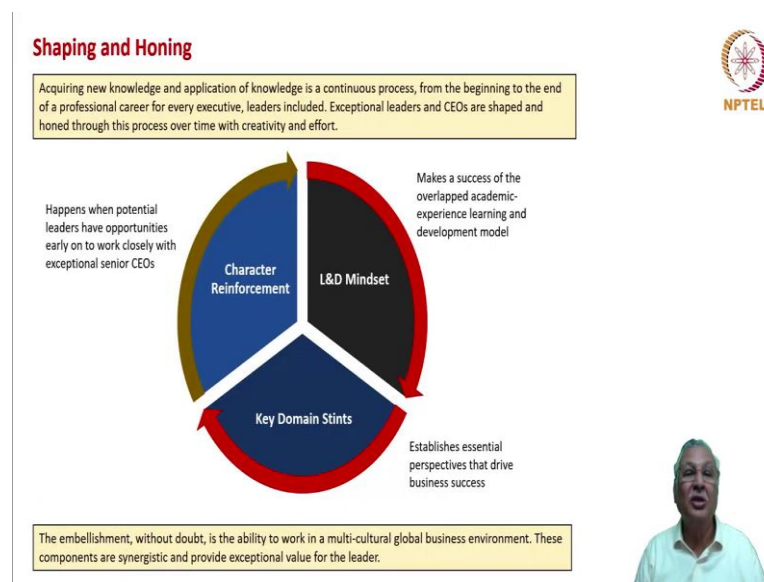 Shaping and Honing
Acquiring new knowledge and application of knowledge is a continuous process, from the beginning to the end
of a professional career for every executive, leaders included. Exceptional leaders and CEOs are shaped and
honed through this process over time with creativity and effort.
NPTEL
Happens when potential
leaders have opportunities
early on to work closely with
exceptional senior CEOs
Character
Reinforcement
L&D Mindset
Makes a success of the
overlapped academic-
experience learning and
development model
Key Domain Stints
Establishes essential
perspectives that drive
business success
The embellishment, without doubt, is the ability to work in a multi-cultural global business environment. These
components are synergistic and provide exceptional value for the leader.